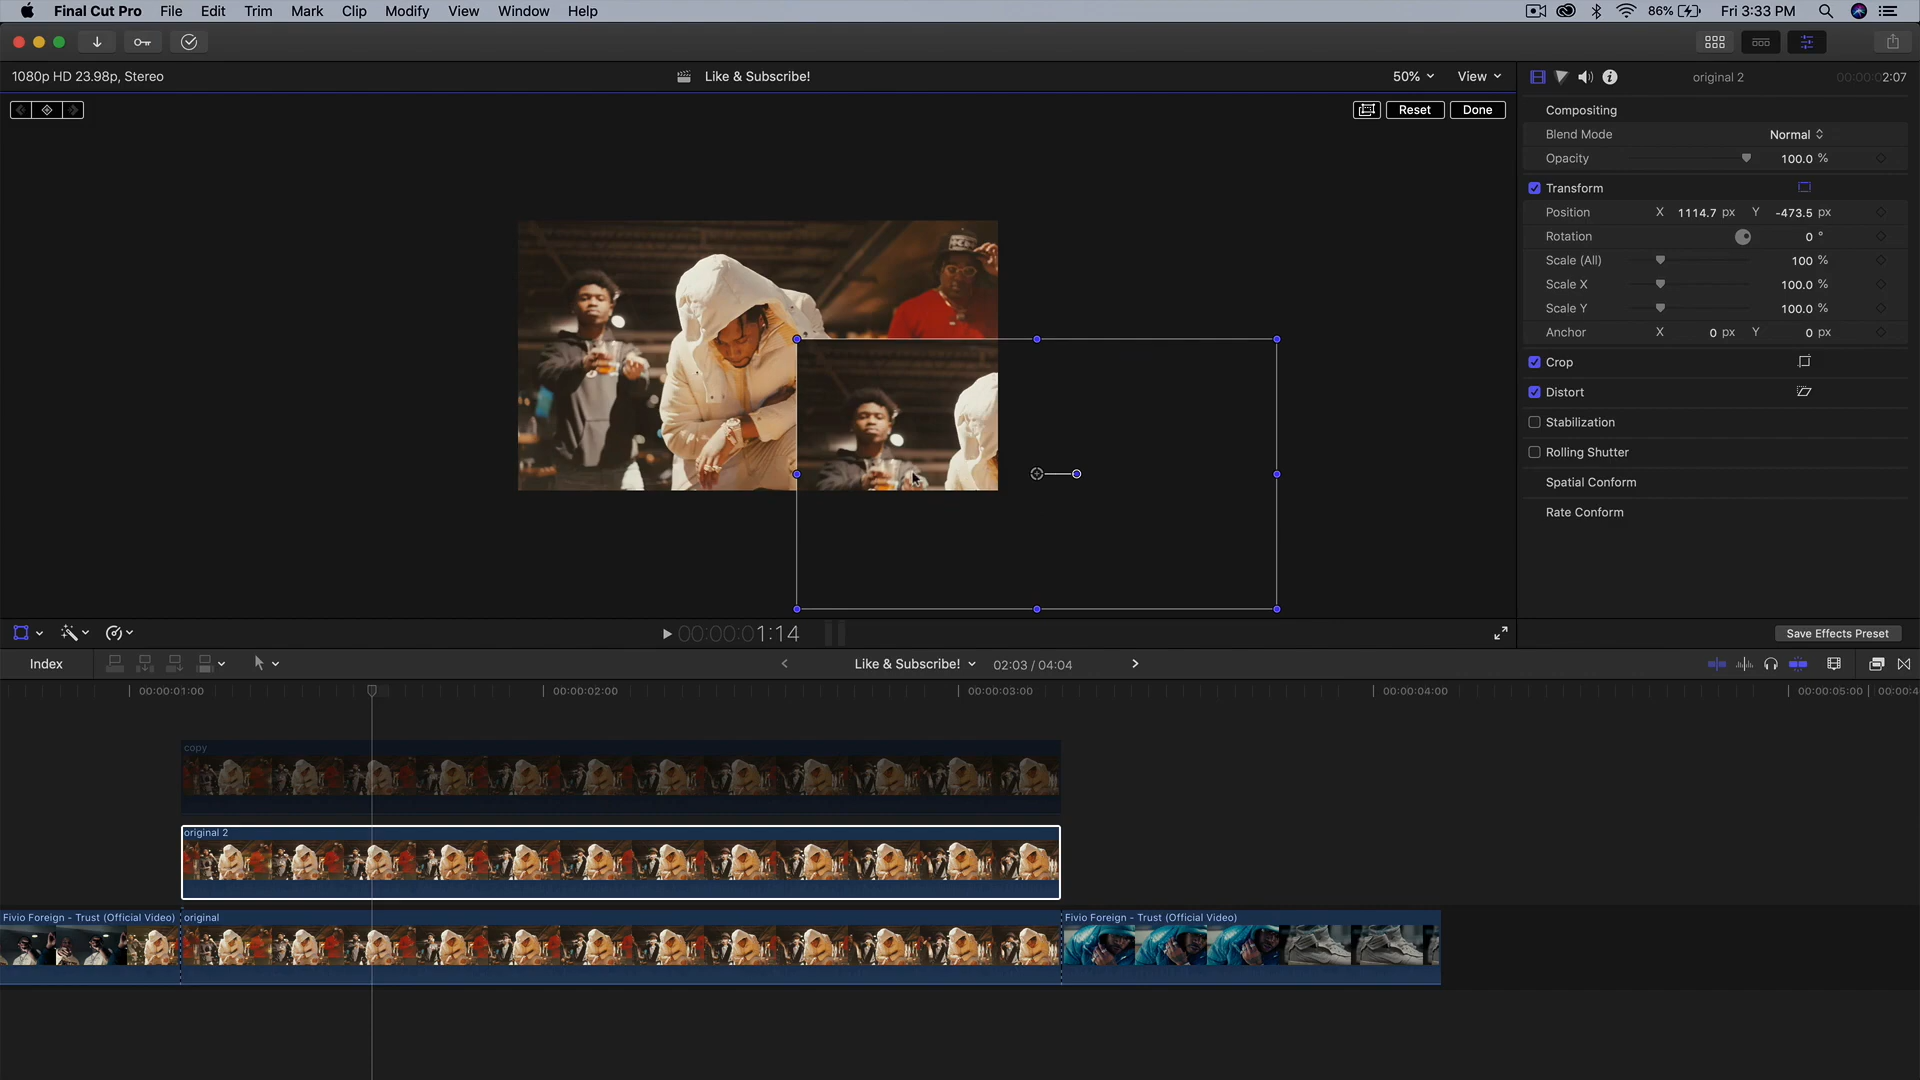 Final Cut Pro File Edit Trim Mark Clip Modify View Window Help 86% Fri 3:33 PM
1080p HD 23.98p, Stereo Like & Subscribe! 50% View original 2 00:00:02:07
Reset Done
Compositing
Blend Mode Normal
Opacity 100.0 %
Transform
Position X 1114.7 px Y -473.5 px
Rotation 0 °
Scale (All) 100 %
Scale X 100.0 %
Scale Y 100.0 %
Anchor X 0 px Y 0 px
Crop
Distort
Stabilization
Rolling Shutter
Spatial Conform
Rate Conform
00:00:01:14 Save Effects Preset
Index Like & Subscribe! 02:03 / 04:04
00:00:01:00 00:00:02:00 00:00:03:00 00:00:04:00 00:00:05:00
copy
original 2
Fivio Foreign - Trust (Official Video) original Fivio Foreign - Trust (Official Video)